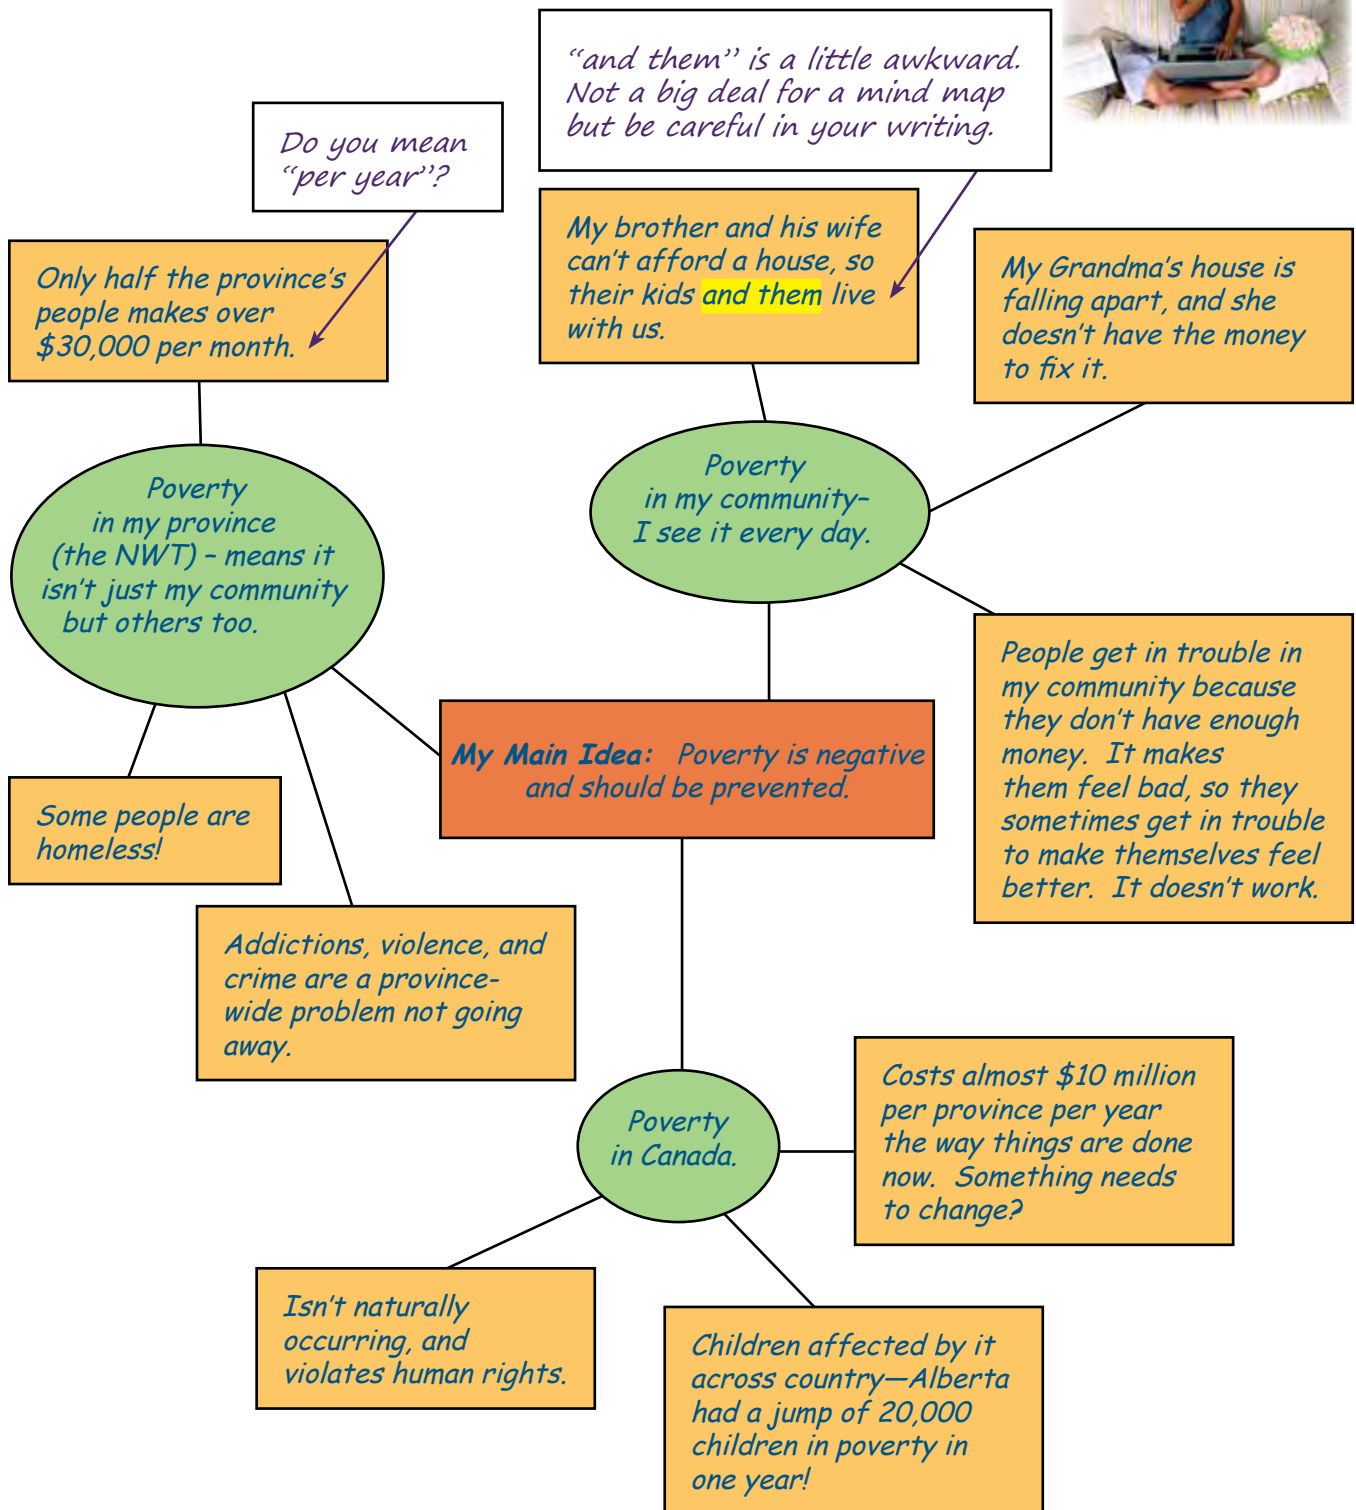 “and them” is a little awkward.
Not a big deal for a mind map
but be careful in your writing.
Do you mean
“per year”?
Only half the province’s
people makes over
$30,000 per month.
My brother and his wife
can’t afford a house, so
their kids and them live
with us.
My Grandma’s house is
falling apart, and she
doesn’t have the money
to fix it.
Poverty
in my province
(the NWT) – means it
isn’t just my community
but others too.
Poverty
in my community–
I see it every day.
People get in trouble in
my community because
they don’t have enough
money. It makes
them feel bad, so they
sometimes get in trouble
to make themselves feel
better. It doesn’t work.
My Main Idea: Poverty is negative
and should be prevented.
Some people are
homeless!
Addictions, violence, and
crime are a province-
wide problem not going
away.
Poverty
in Canada.
Costs almost $10 million
per province per year
the way things are done
now. Something needs
to change?
Isn’t naturally
occurring, and
violates human rights.
Children affected by it
across country—Alberta
had a jump of 20,000
children in poverty in
one year!